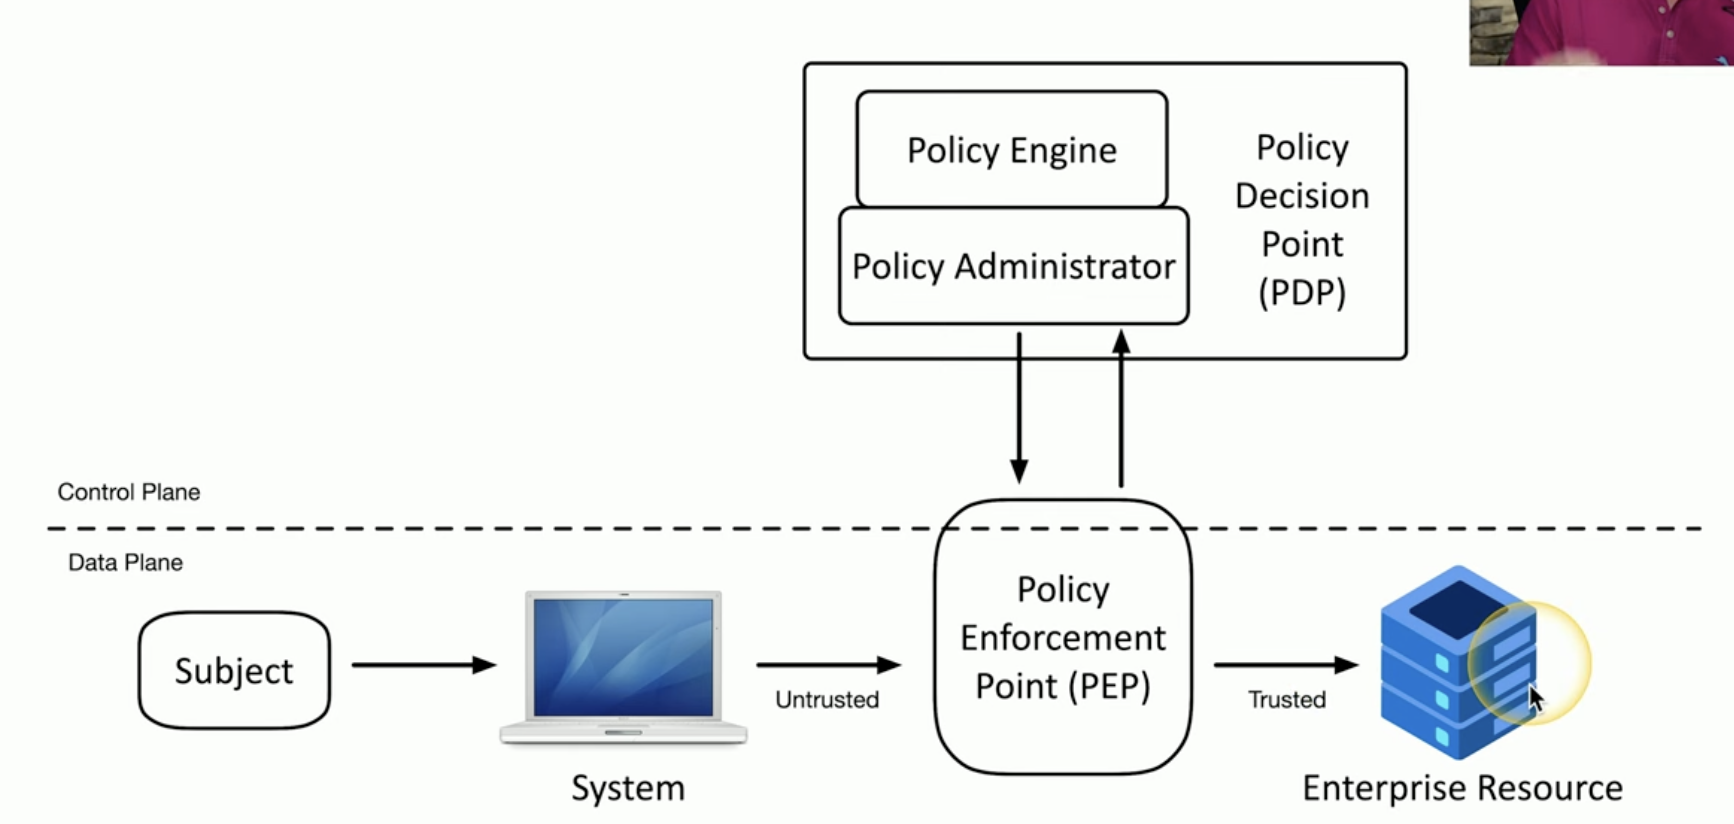 Policy Engine
Policy Administrator
Policy
Decision
Point
(PDP)
Control Plane
Data Plane
Subject
System
Untrusted
Policy
Enforcement
Point (PEP)
Trusted
Enterprise Resource